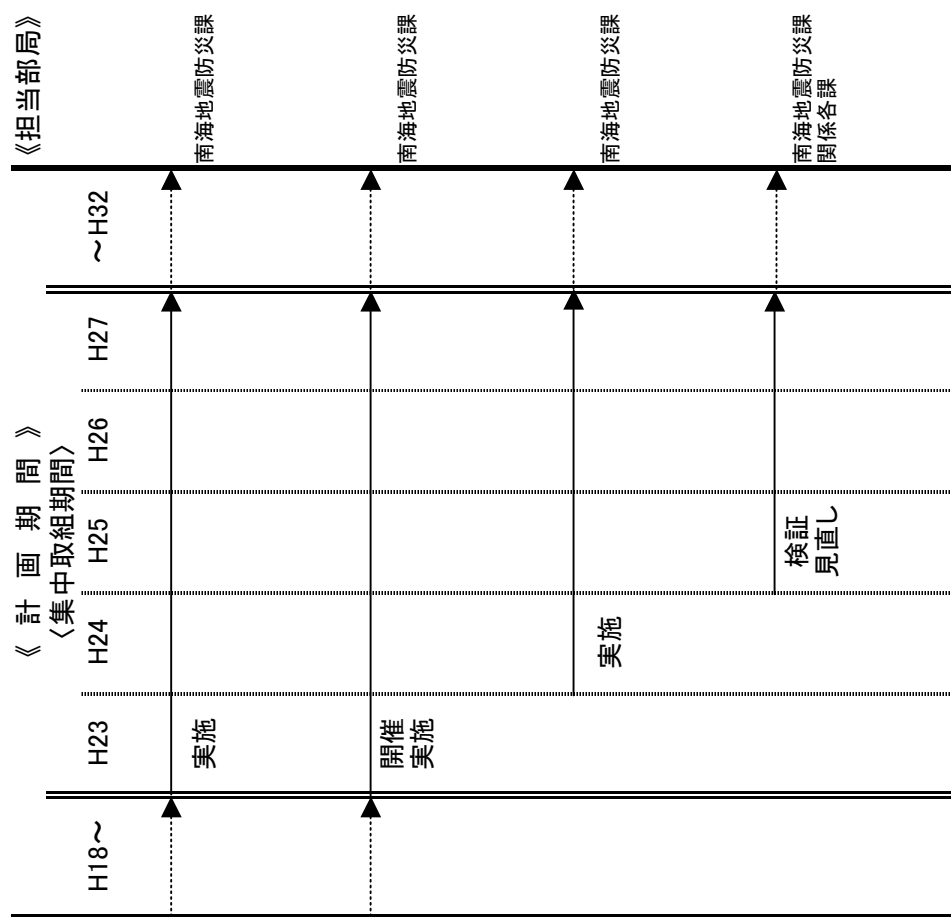 《 計 画 期 間 》
〈集中取組期間〉
《担当部局》
H18～
H23
H24
H25
H26
H27
～H32
実施
南海地震防災課
開催
実施
南海地震防災課
実施
南海地震防災課
検証
見直し
南海地震防災課
関係各課